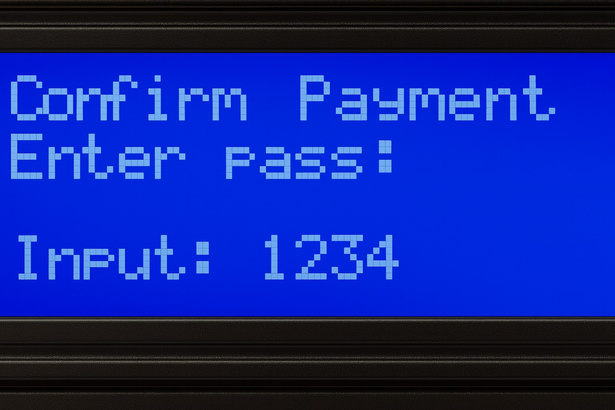 Confirm Payment
Enter pass:
Input: 1234